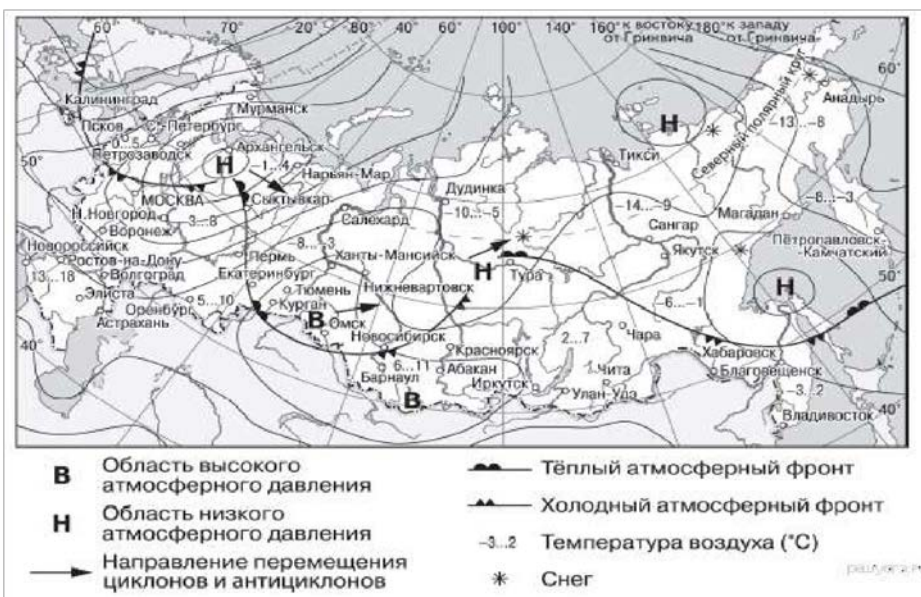 60° 70° 80° 60° 40° 80° 100° 120° 140° 160° к востоку от Гринвича 180° к западу от Гринвича 160°
60°
Калининград
Мурманск
Анадырь
Северный полярный круг
Псков С.-Петербург
-13...-8
Н
Петрозаводск
0...5
Архангельск
50°
Н
-1...4
Нарьян-Мар
Тикси
МОСКВА
Сыктывкар
Дудинка
-8...-3
Н.Новгород
3...8
Салехард
-10...-5
-14...-9
Магадан
Воронеж
Сангар
Новороссийск
Пермь
-8...-3
Ханты-Мансийск
Якутск
Петропавловск-Камчатский
Ростов-на-Дону
13...18
Волгоград
Екатеринбург
Нижневартовск
Н
Тура
50°
Элиста
Оренбург
5...10
Тюмень
Курган
В
Омск
-6...-1
Н
Астрахань
Новосибирск
2...7
Чара
40°
Красноярск
Хабаровск
6...11
Барнаул
Абакан
Иркутск
Чита
Благовещенск
В
Улан-Удэ
-3...2
40°
Владивосток
В Область высокого
атмосферного давления
Н Область низкого
атмосферного давления
Направление перемещения
циклонов и антициклонов
Тёплый атмосферный фронт
Холодный атмосферный фронт
-3...2 Температура воздуха (°C)
Снег